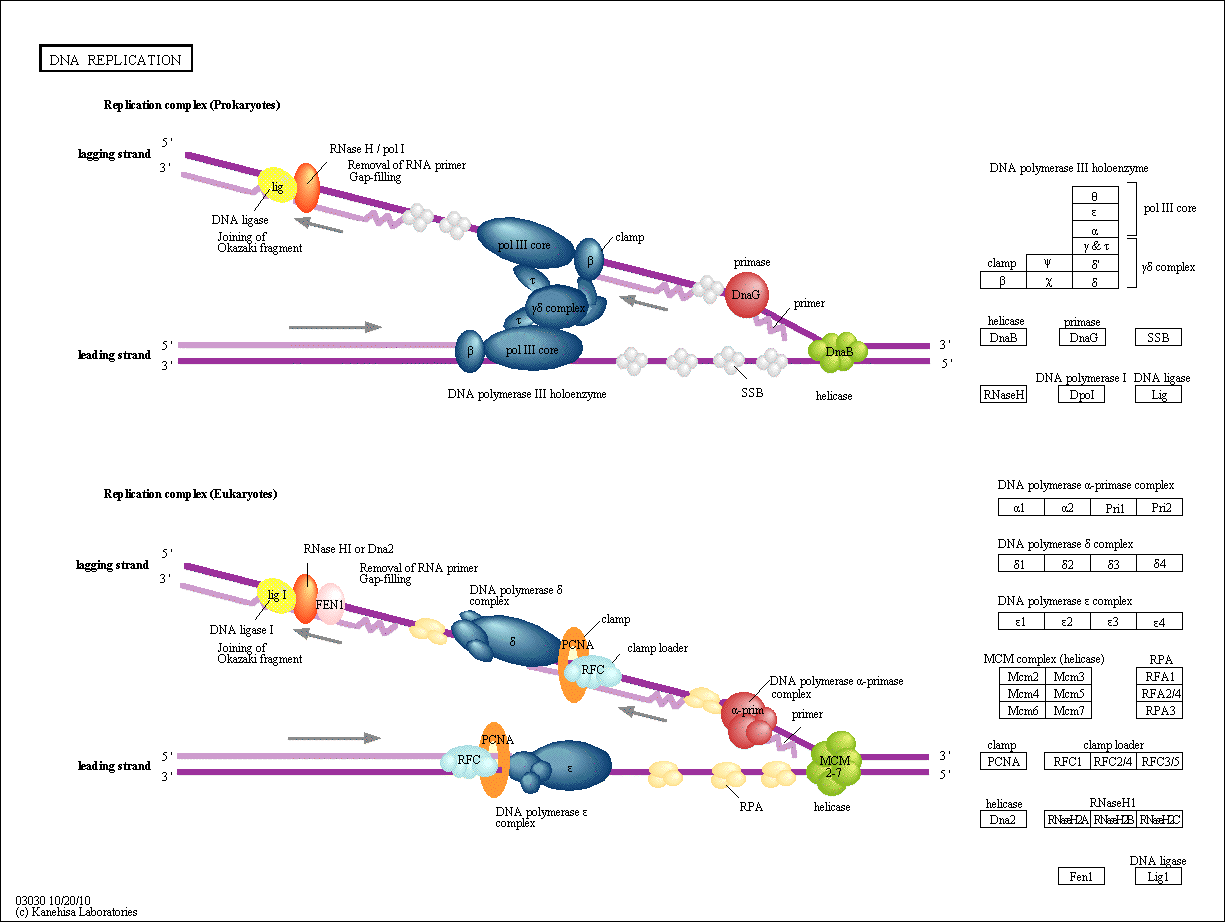 DNA REPLICATION
Replication complex (Prokaryotes)
lagging strand
5'
3'
RNase H / pol I
Removal of RNA primer
Gap-filling
lig
DNA ligase
Joining of
Okazaki fragment
pol III core
clamp
β
τ
γδ complex
τ
primase
DnaG
primer
leading strand
5'
3'
β
pol III core
DnaB
3'
5'
DNA polymerase III holoenzyme
SSB
helicase
DNA polymerase III holoenzyme
θ
ε
α
pol III core
γ & τ
clamp
ψ
δ'
γδ complex
β
χ
δ
helicase
primase
DnaB
DnaG
SSB
DNA polymerase I
DNA ligase
RNaseH
DpoI
Lig
Replication complex (Eukaryotes)
lagging strand
5'
3'
RNase HI or Dna2
Removal of RNA primer
Gap-filling
lig I
FEN1
DNA ligase I
Joining of
Okazaki fragment
DNA polymerase δ
complex
δ
clamp
PCNA
clamp loader
RFC
DNA polymerase α-primase
complex
α-prim
primer
leading strand
5'
3'
PCNA
RFC
ε
MCM
2-7
3'
5'
DNA polymerase ε
complex
RPA
helicase
DNA polymerase α-primase complex
α1 α2 Pri1 Pri2
DNA polymerase δ complex
δ1 δ2 δ3 δ4
DNA polymerase ε complex
ε1 ε2 ε3 ε4
MCM complex (helicase)
RPA
Mcm2 Mcm3
RFA1
Mcm4 Mcm5
RFA2/4
Mcm6 Mcm7
RPA3
clamp
clamp loader
PCNA
RFC1 RFC2/4 RFC3/5
helicase
RNaseH1
Dna2
RNaseH2A RNaseH2B RNaseH2C
DNA ligase
Fen1
Lig1
03030 10/20/10
(c) Kanehisa Laboratories